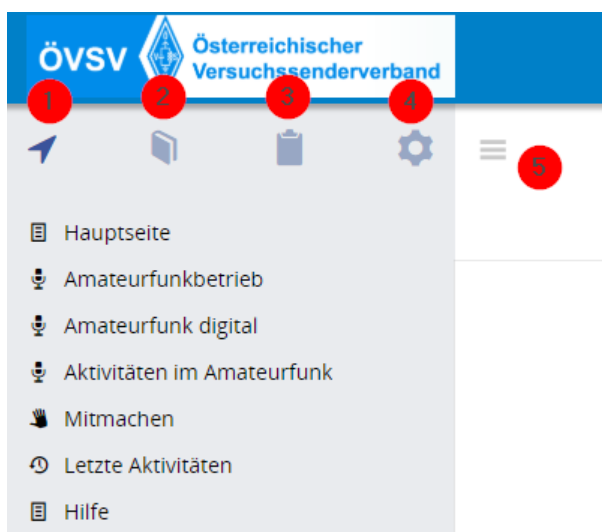 ÖVSV
Österreichischer
Versuchssenderverband
1
2
3
4
5
Hauptseite
Amateurfunkbetrieb
Amateurfunk digital
Aktivitäten im Amateurfunk
Mitmachen
Letzte Aktivitäten
Hilfe